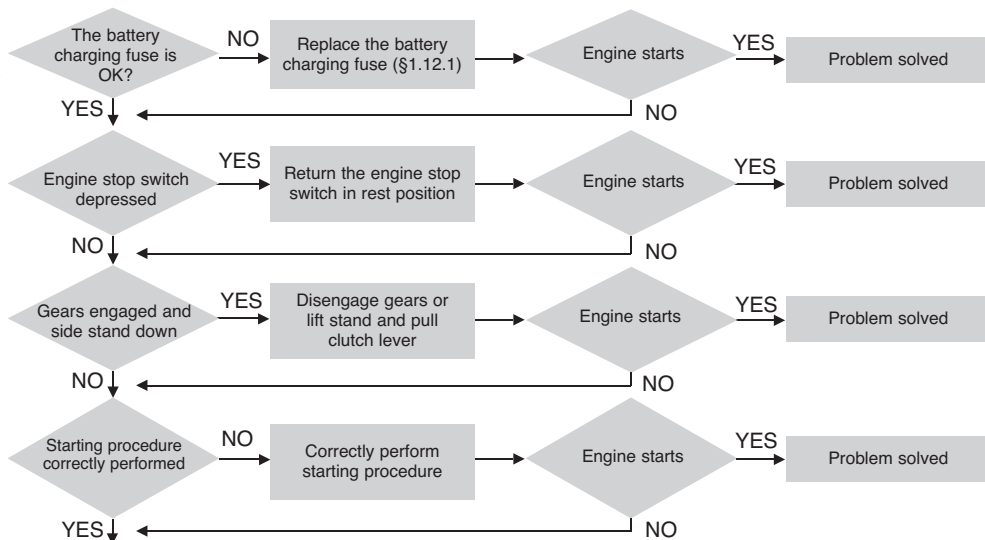 The battery
charging fuse is
OK?
NO
Replace the battery
charging fuse (§1.12.1)
Engine starts
YES
Problem solved
YES
NO
Engine stop switch
depressed
YES
Return the engine stop
switch in rest position
Engine starts
YES
Problem solved
NO
NO
Gears engaged and
side stand down
YES
Disengage gears or
lift stand and pull
clutch lever
Engine starts
YES
Problem solved
NO
NO
Starting procedure
correctly performed
NO
Correctly perform
starting procedure
Engine starts
YES
Problem solved
YES
NO